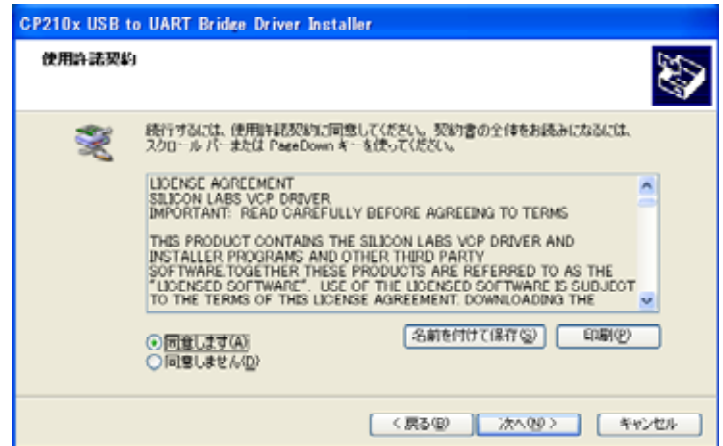 CP210x USB to UART Bridge Driver Installer
使用許諾契約
続行するには、使用許諾契約に同意してください。契約書の全体をお読みになるには、
スクロール バー または PageDown キーを使ってください。
LICENSE AGREEMENT
SILICON LABS VCP DRIVER
IMPORTANT: READ CAREFULLY BEFORE AGREEING TO TERMS
THIS PRODUCT CONTAINS THE SILICON LABS VCP DRIVER AND
INSTALLER PROGRAMS AND OTHER THIRD PARTY
SOFTWARE.TOGETHER THESE PRODUCTS ARE REFERRED TO AS THE
"LICENSED SOFTWARE". USE OF THE LICENSED SOFTWARE IS SUBJECT
TO THE TERMS OF THIS LICENSE AGREEMENT. DOWNLOADING THE
同意します(A)
名前を付けて保存(S)
印刷(P)
同意しません(D)
< 戻る(B)
次へ(N) >
キャンセル